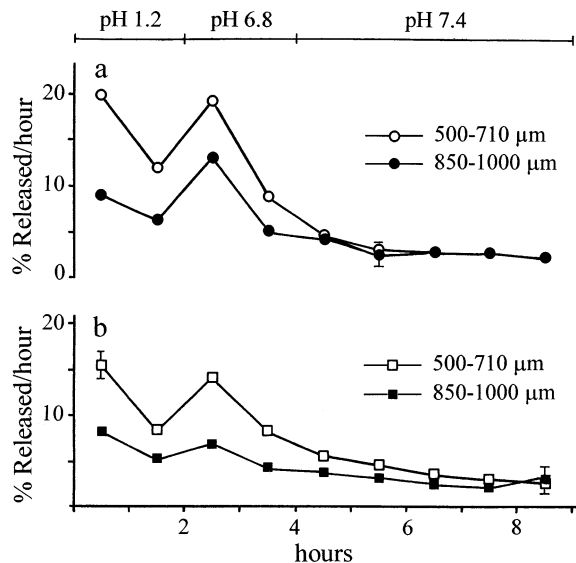 pH 1.2 pH 6.8 pH 7.4
a
20
10
0
% Released/hour
500-710 μm
850-1000 μm
b
20
10
% Released/hour
500-710 μm
850-1000 μm
2 4 6 8
hours